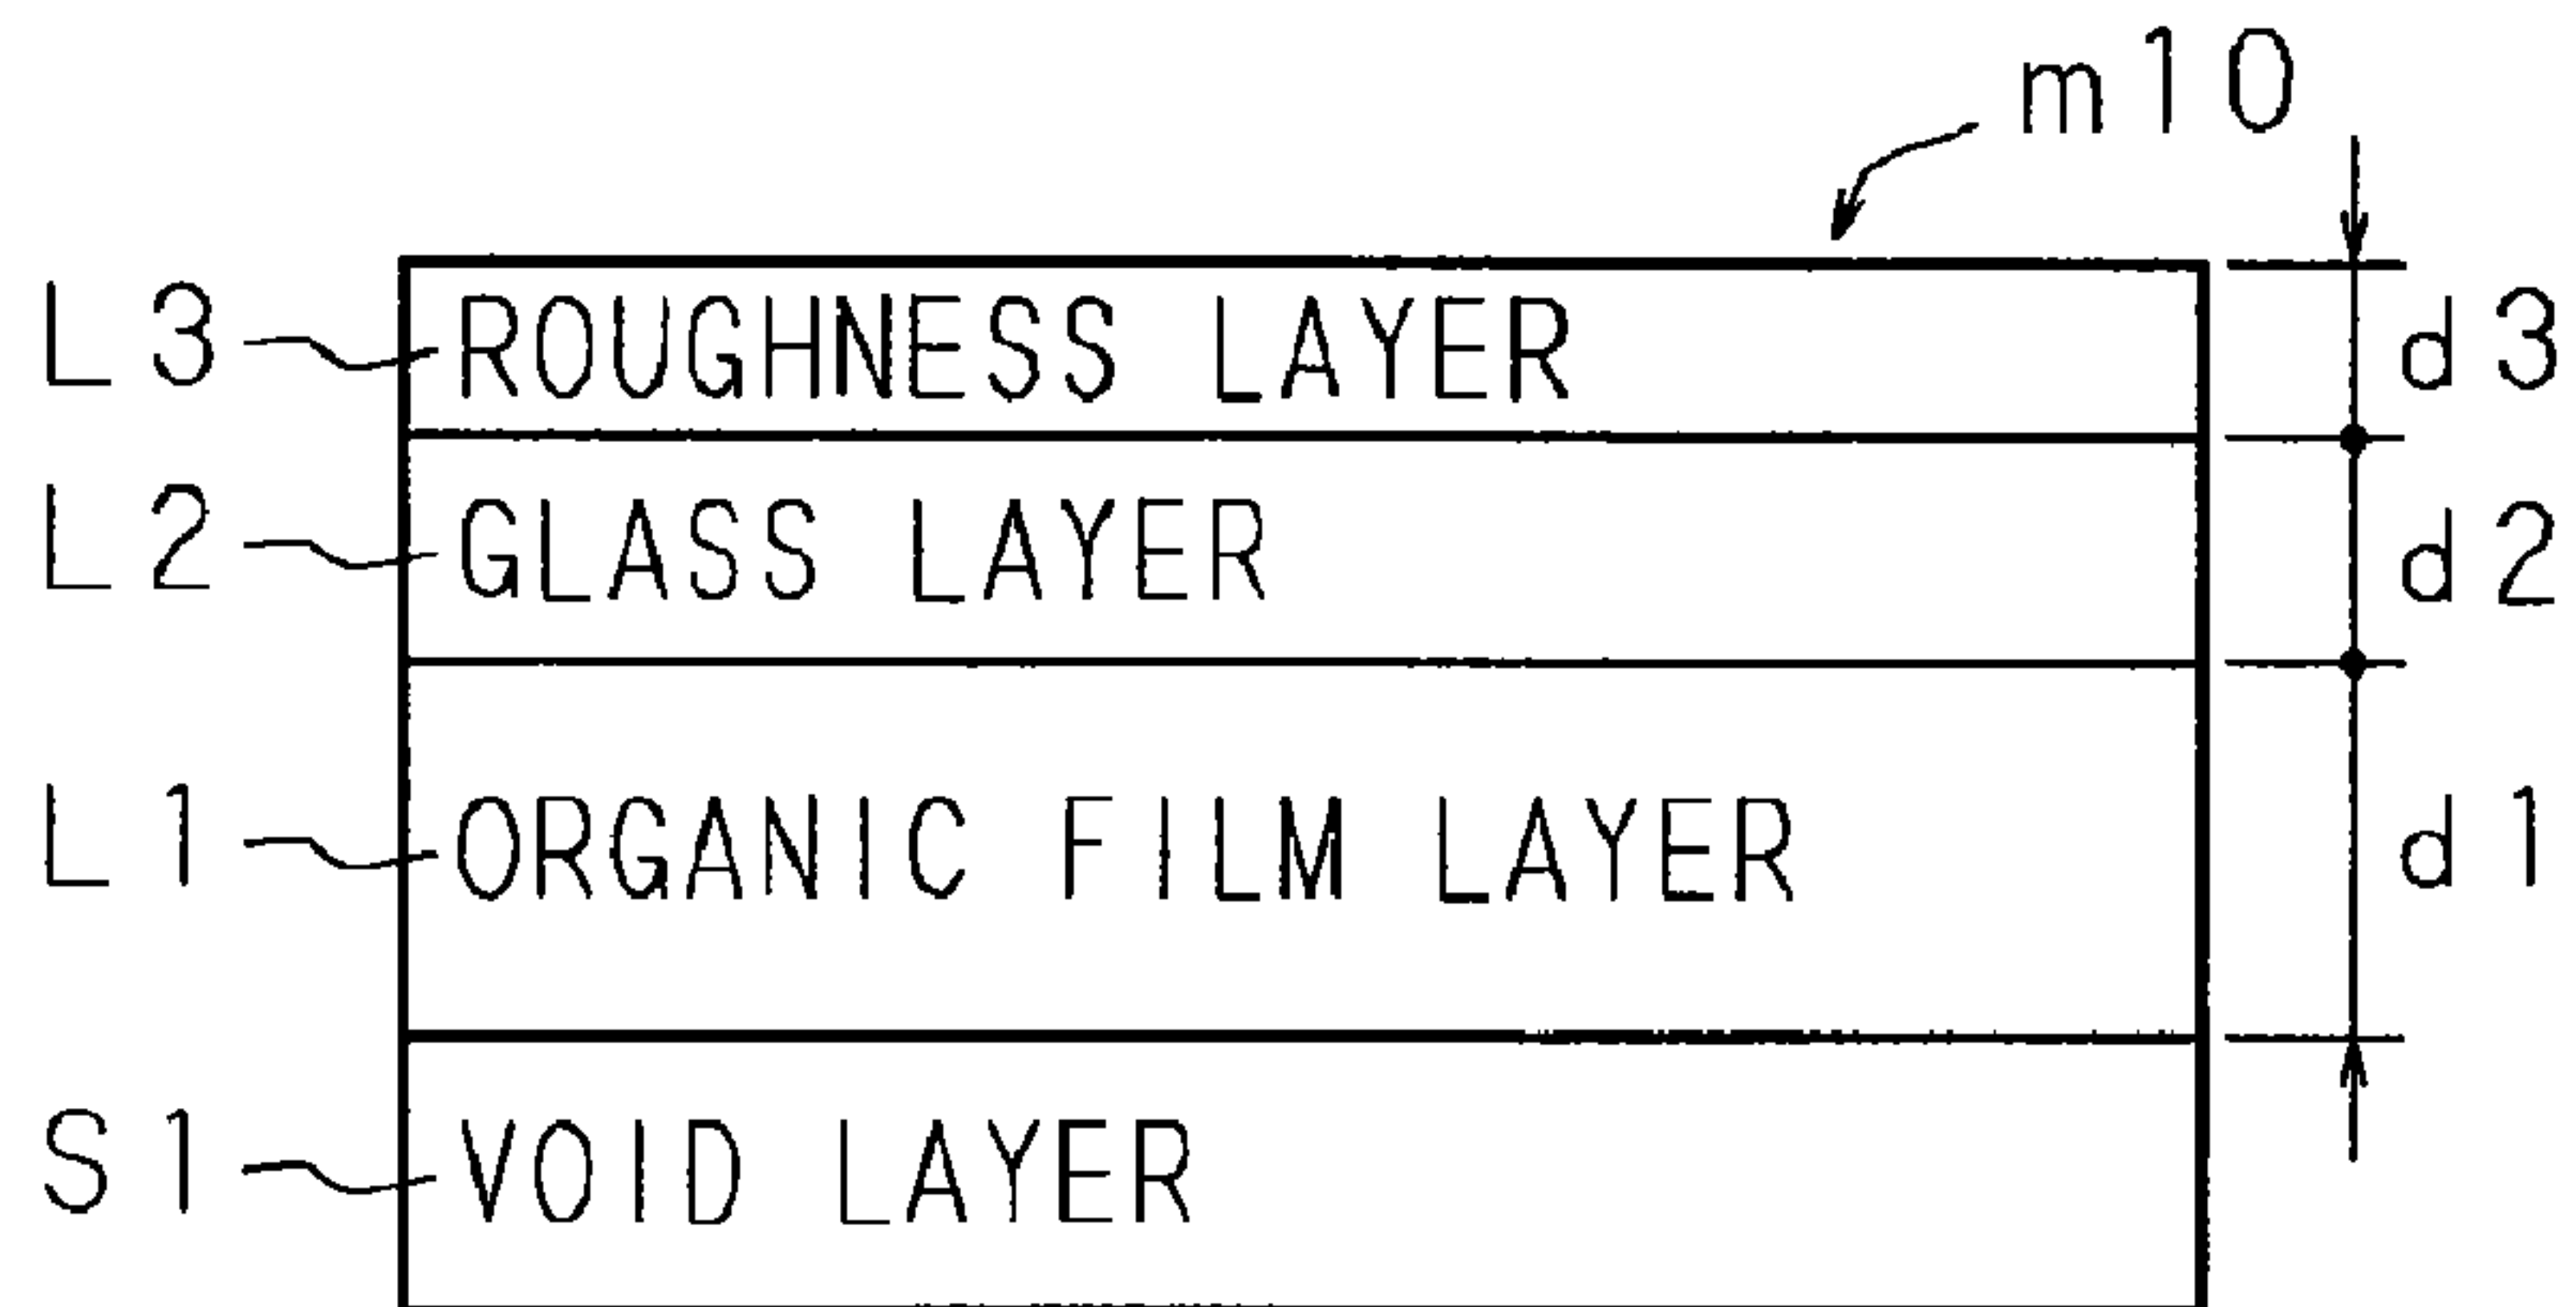 m10
L3 ROUGHNESS LAYER d3
L2 GLASS LAYER d2
L1 ORGANIC FILM LAYER d1
S1 VOID LAYER